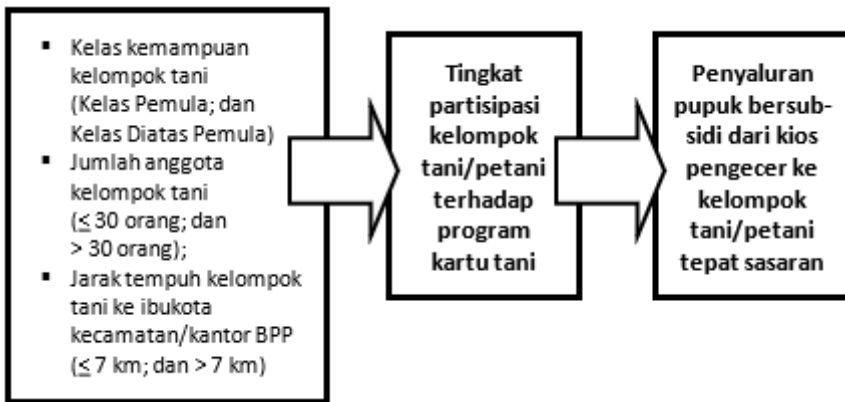 ▪ Kelas kemampuan
kelompok tani
(Kelas Pemula; dan
Kelas Diatas Pemula)
▪ Jumlah anggota
kelompok tani
(≤ 30 orang; dan
> 30 orang);
▪ Jarak tempuh kelompok
tani ke ibukota
kecamatan/kantor BPP
(≤ 7 km; dan > 7 km)
Tingkat
partisipasi
kelompok
tani/petani
terhadap
program
kartu tani
Penyaluran
pupuk bersub-
sidi dari kios
pengecer ke
kelompok
tani/petani
tepat sasaran